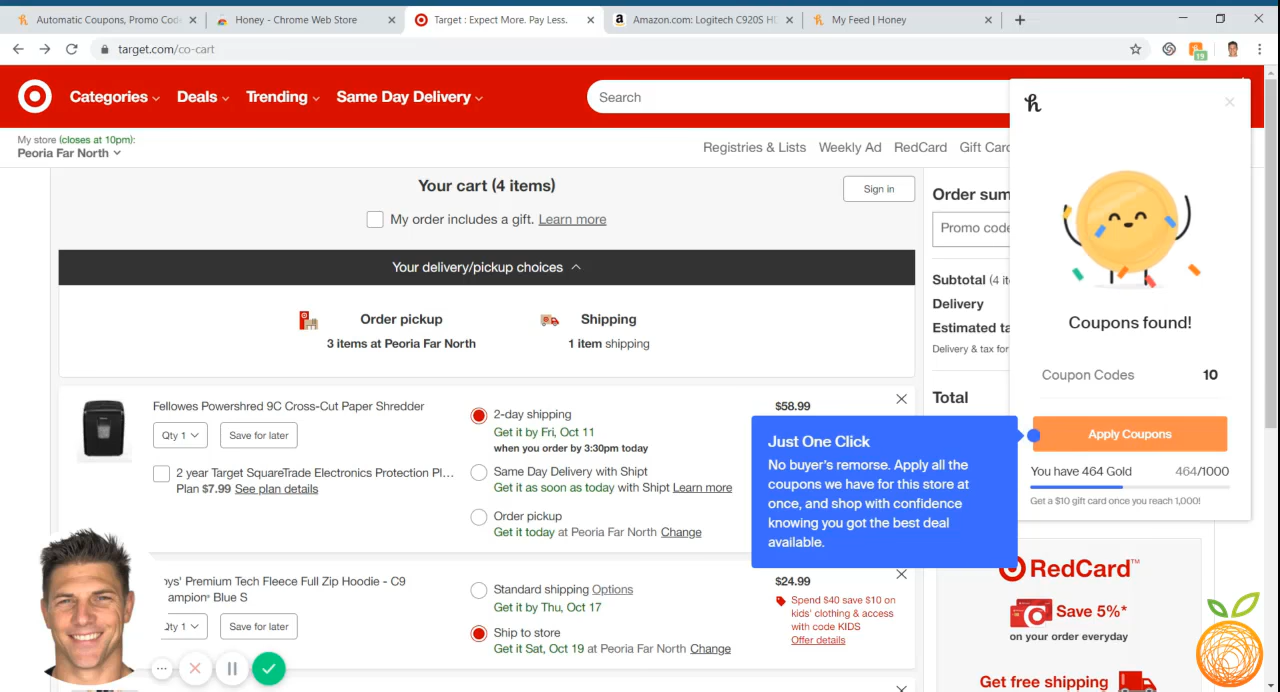 Automatic Coupons, Promo Code
Honey - Chrome Web Store
Target : Expect More. Pay Less.
Amazon.com: Logitech C920S HD
My Feed | Honey
target.com/co-cart
19
Categories
Deals
Trending
Same Day Delivery
Search
My store (closes at 10pm):
Peoria Far North
Registries & Lists
Weekly Ad
RedCard
Gift Card
Your cart (4 items)
Sign in
My order includes a gift. Learn more
Your delivery/pickup choices
Order pickup
3 items at Peoria Far North
Shipping
1 item shipping
Order sum
Promo code
Subtotal (4 it
Delivery
Estimated ta
Delivery & tax for
Total
Coupons found!
Coupon Codes 10
Apply Coupons
You have 464 Gold 464/1000
Get a $10 gift card once you reach 1,000!
Just One Click
No buyer's remorse. Apply all the
coupons we have for this store at
once, and shop with confidence
knowing you got the best deal
available.
Fellowes Powershred 9C Cross-Cut Paper Shredder
Qty 1
Save for later
2 year Target SquareTrade Electronics Protection Pl...
Plan $7.99 See plan details
2-day shipping
Get it by Fri, Oct 11
when you order by 3:30pm today
Same Day Delivery with Shipt
Get it as soon as today with Shipt Learn more
Order pickup
Get it today at Peoria Far North Change
$58.99
oys' Premium Tech Fleece Full Zip Hoodie - C9
ampion® Blue S
Qty 1
Save for later
Standard shipping Options
Get it by Thu, Oct 17
Ship to store
Get it Sat, Oct 19 at Peoria Far North Change
$24.99
Spend $40 save $10 on
kids' clothing & access
with code KIDS
Offer details
RedCard™
Save 5%*
on your order everyday
Get free shipping